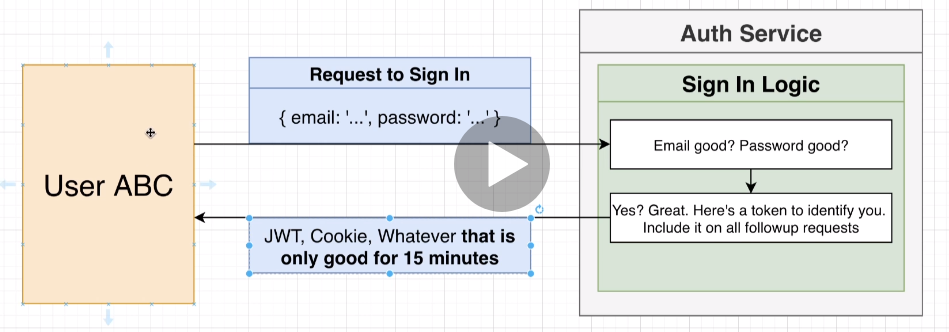 Auth Service
Request to Sign In
Sign In Logic
{ email: '...', password: '...' }
Email good? Password good?
User ABC
Yes? Great. Here's a token to identify you.
Include it on all followup requests
JWT, Cookie, Whatever that is
only good for 15 minutes